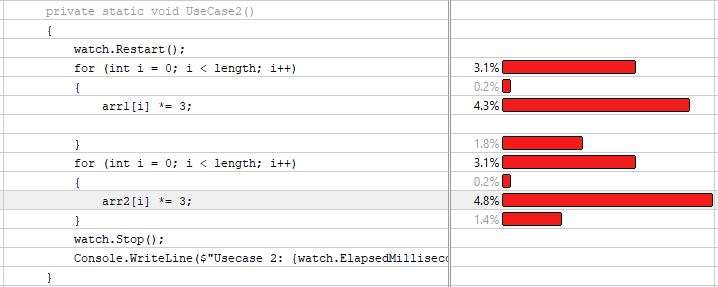 private static void UseCase2()
{
watch.Restart();
for (int i = 0; i < length; i++) 3.1%
{ 0.2%
arr1[i] *= 3; 4.3%
} 1.8%
for (int i = 0; i < length; i++) 3.1%
{ 0.2%
arr2[i] *= 3; 4.8%
} 1.4%
watch.Stop();
Console.WriteLine($"Usecase 2: {watch.ElapsedMillisec
}